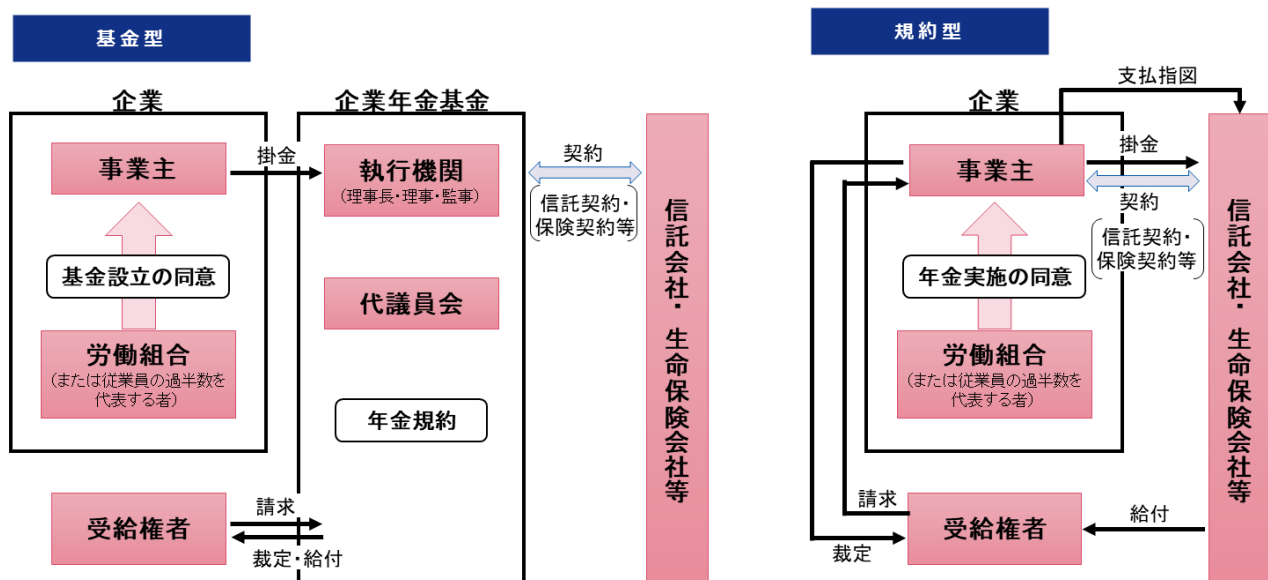 基金型
企業
企業年金基金
事業主
掛金
執行機関
(理事長・理事・監事)
契約
信託契約・
保険契約等
基金設立の同意
代議員会
労働組合
(または従業員の過半数を
代表する者)
年金規約
受給権者
請求
裁定・給付
信託会社・生命保険会社等
規約型
支払指図
企業
事業主
掛金
契約
信託契約・
保険契約等
年金実施の同意
労働組合
(または従業員の過半数を
代表する者)
請求
受給権者
給付
裁定
信託会社・生命保険会社等